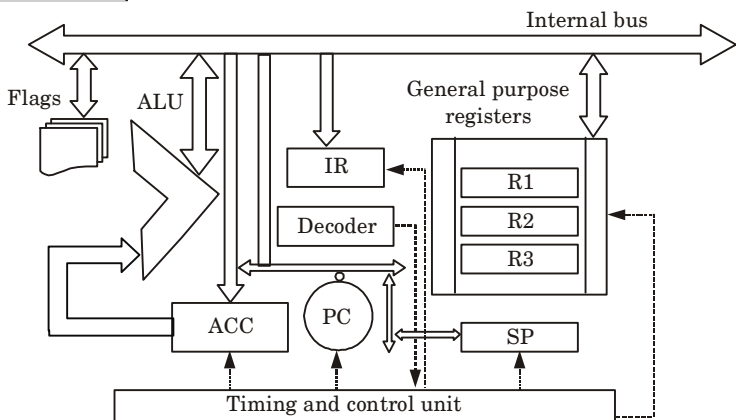 Internal bus
Flags
ALU
General purpose
registers
IR
R1
Decoder
R2
R3
ACC
PC
SP
Timing and control unit